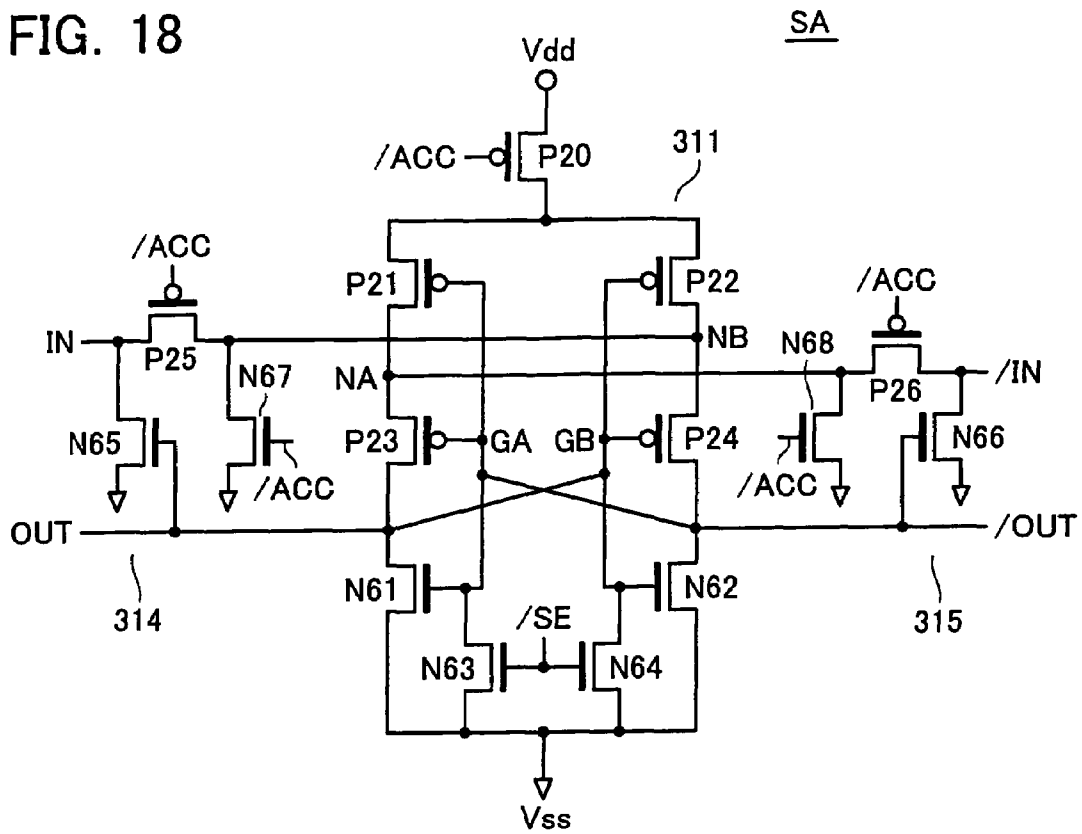 FIG. 18
SA
Vdd
/ACC
P20
311
/ACC
P21
P22
/ACC
IN
P25
NB
N68
N67
NA
P26
/IN
N65
P23
GA
GB
P24
N66
/ACC
/ACC
OUT
/OUT
N61
N62
314
/SE
315
N63
N64
Vss